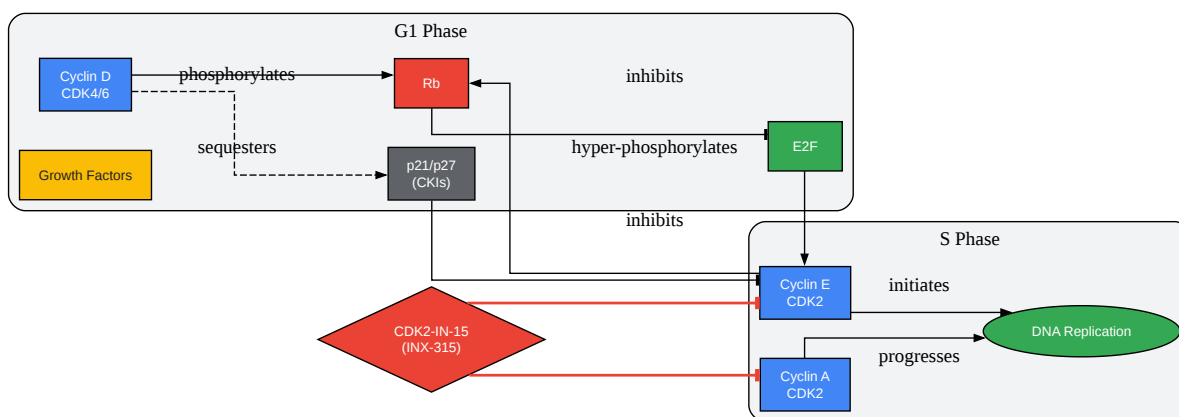 G1 Phase
Cyclin D
CDK4/6
phosphorylates
Rb
inhibits
sequesters
hyper-phosphorylates
E2F
Growth Factors
p21/p27
(CKIs)
inhibits
S Phase
Cyclin E
CDK2
initiates
CDK2-IN-15
(INX-315)
DNA Replication
progresses
Cyclin A
CDK2